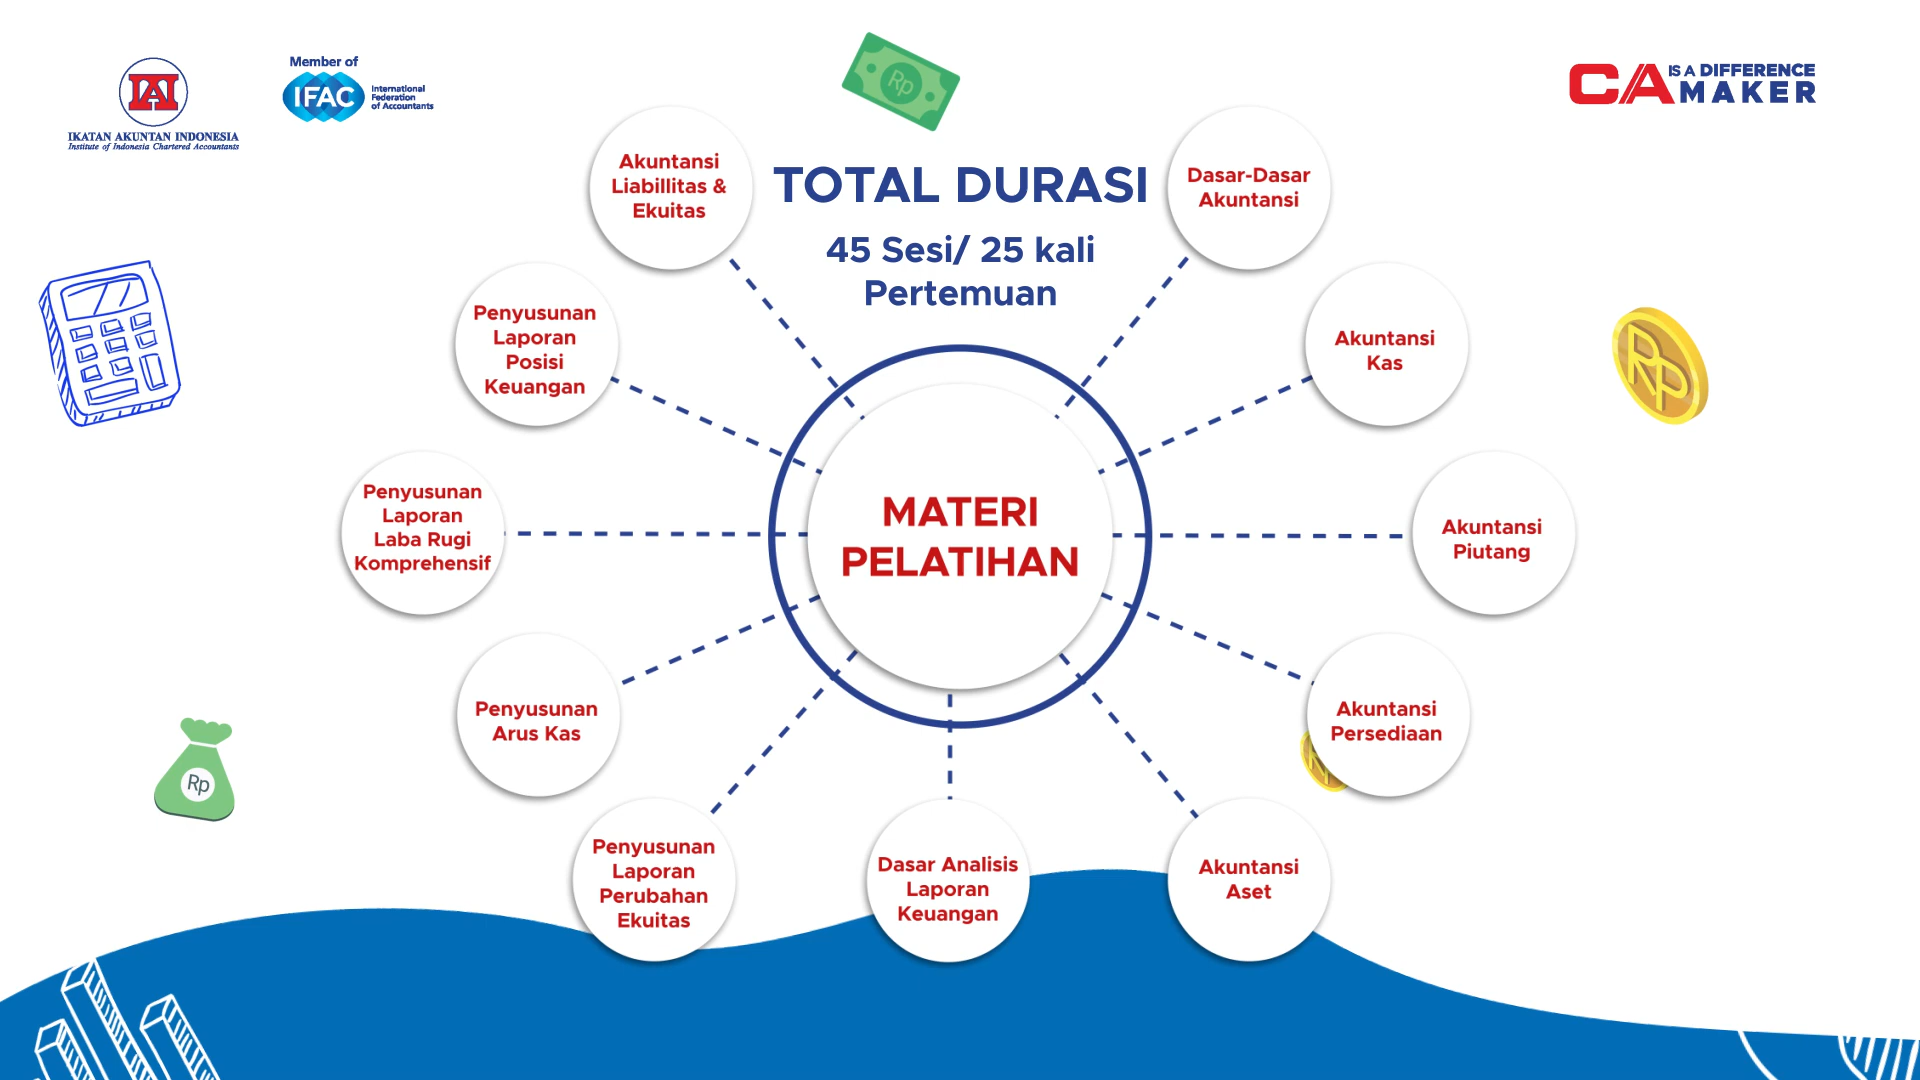 IKATAN AKUNTAN INDONESIA
Institute of Indonesia Chartered Accountants
Member of
IFAC
International
Federation
of Accountants
Rp
CA IS A DIFFERENCE
MAKER
TOTAL DURASI
45 Sesi/ 25 kali
Pertemuan
MATERI
PELATIHAN
Dasar-Dasar
Akuntansi
Akuntansi
Kas
Akuntansi
Piutang
Akuntansi
Persediaan
Akuntansi
Aset
Dasar Analisis
Laporan
Keuangan
Penyusunan
Laporan
Perubahan
Ekuitas
Penyusunan
Arus Kas
Penyusunan
Laporan
Laba Rugi
Komprehensif
Penyusunan
Laporan
Posisi
Keuangan
Akuntansi
Liabillitas &
Ekuitas
RP
Rp